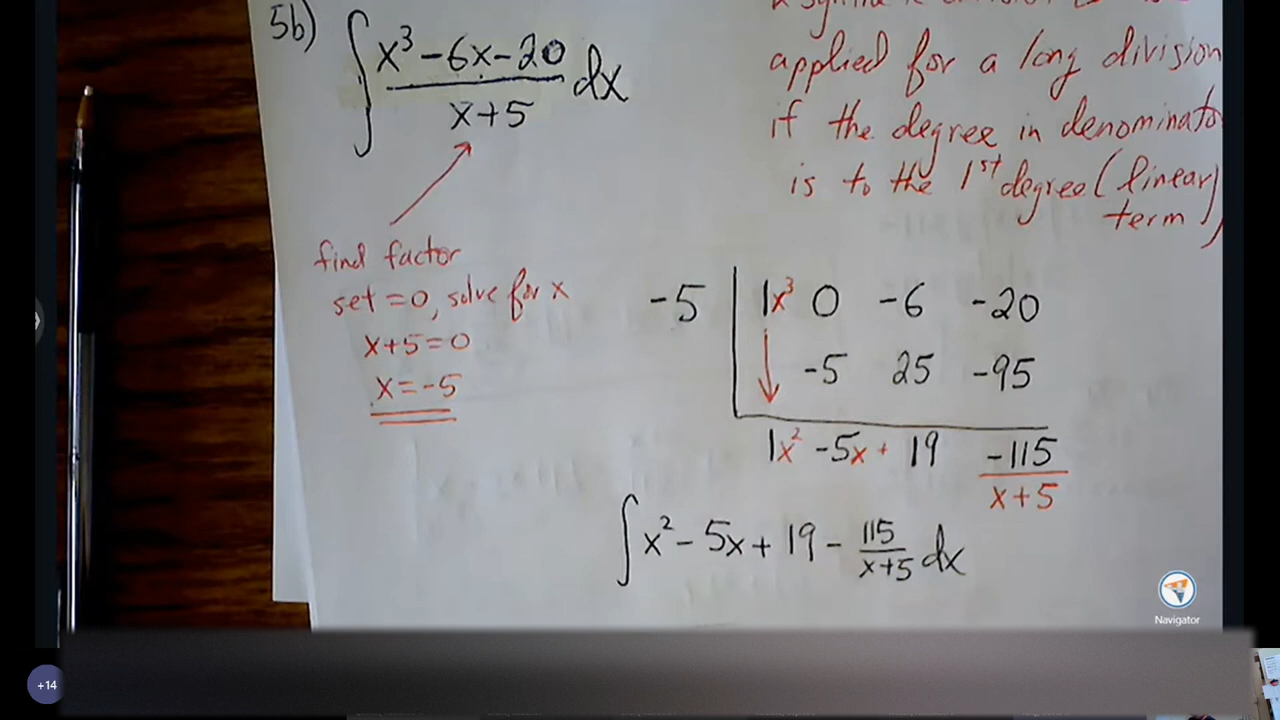 5b) ∫ x³ - 6x - 20 / x + 5 dx
applied for a long division
if the degree in denominato
is to the 1st degree (linear)
term
find factor
set = 0, solve for x
x + 5 = 0
x = -5
-5 | 1x³ 0 -6 -20
-5 25 -95
1x² - 5x + 19 -115 / x + 5
∫ x² - 5x + 19 - 115 / x+5 dx
Navigator
+14